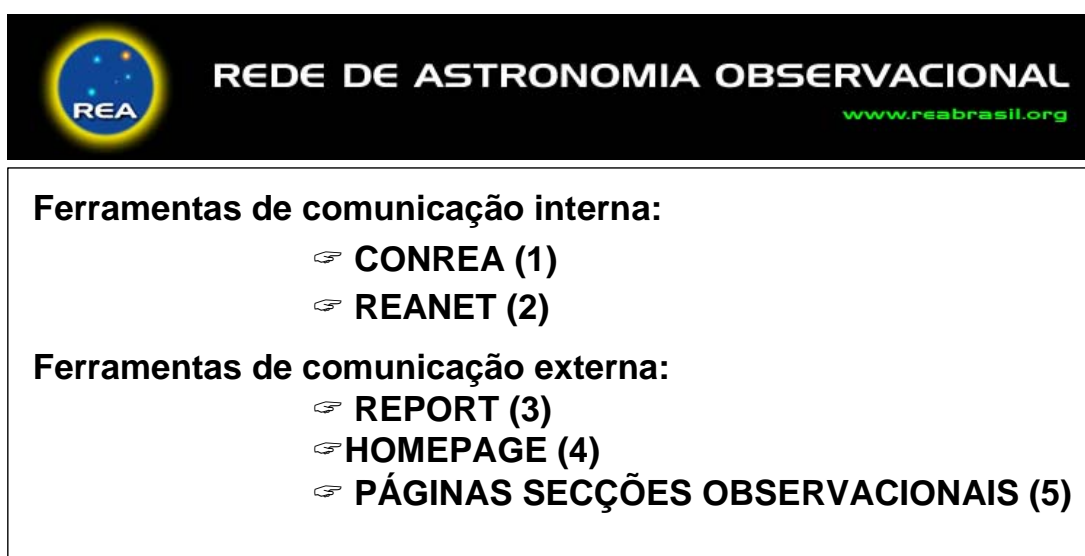 REA
REDE DE ASTRONOMIA OBSERVACIONAL
www.reabrasil.org
Ferramentas de comunicação interna:
☞ CONREA (1)
☞ REANET (2)
Ferramentas de comunicação externa:
☞ REPORT (3)
☞HOMEPAGE (4)
☞ PÁGINAS SECÇÕES OBSERVACIONAIS (5)